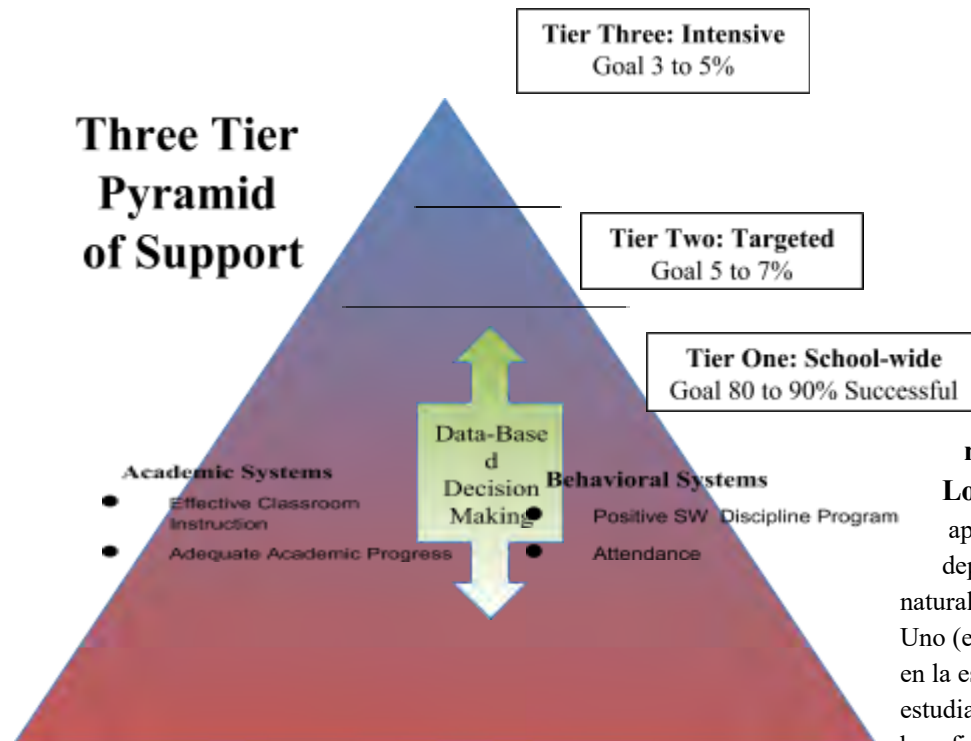 Tier Three: Intensive
Goal 3 to 5%
Three Tier
Pyramid
of Support
Tier Two: Targeted
Goal 5 to 7%
Tier One: School-wide
Goal 80 to 90% Successful
Data-Base
d
Decision
Making
Academic Systems
Effective Classroom
Instruction
Adequate Academic Progress
Behavioral Systems
Positive SW Discipline Program
Attendance
Lo
ap
dep
natural
Uno (e
en la es
estudia